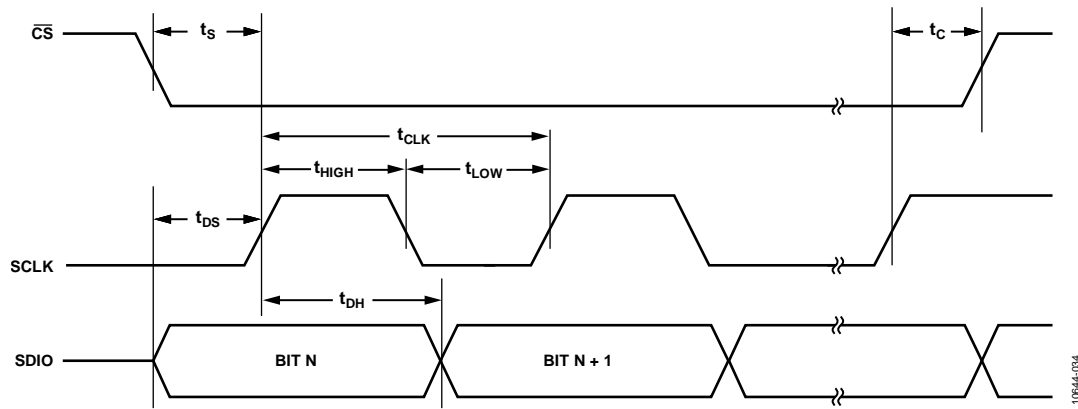 CS
tS
tC
tCLK
tHIGH
tLOW
tDS
SCLK
tDH
SDIO
BIT N
BIT N + 1
10644-034